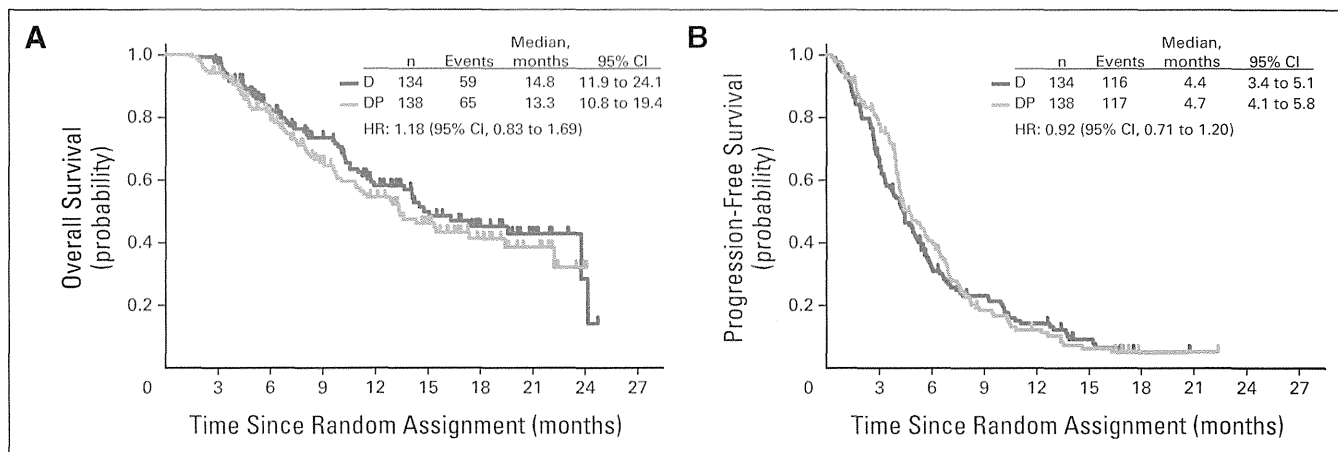 A
Overall Survival
(probability)
1.0
0.8
0.6
0.4
0.2
0 3 6 9 12 15 18 21 24 27
Time Since Random Assignment (months)
Median,
n Events months 95% CI
D 134 59 14.8 11.9 to 24.1
DP 138 65 13.3 10.8 to 19.4
HR: 1.18 (95% CI, 0.83 to 1.69)
B
Progression-Free Survival
(probability)
1.0
0.8
0.6
0.4
0.2
0 3 6 9 12 15 18 21 24 27
Time Since Random Assignment (months)
Median,
n Events months 95% CI
D 134 116 4.4 3.4 to 5.1
DP 138 117 4.7 4.1 to 5.8
HR: 0.92 (95% CI, 0.71 to 1.20)